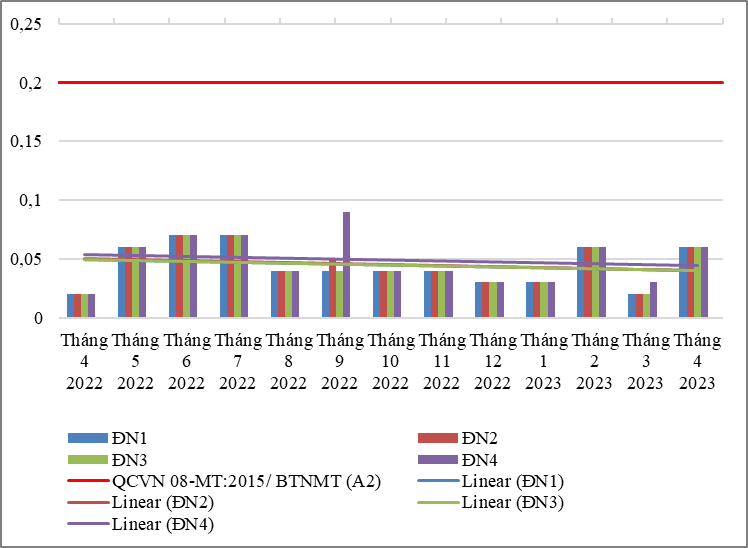 0,25
0,2
0,15
0,1
0,05
0
Tháng Tháng Tháng Tháng Tháng Tháng Tháng Tháng Tháng Tháng Tháng Tháng Tháng
4 5 6 7 8 9 10 11 12 1 2 3 4
2022 2022 2022 2022 2022 2022 2022 2022 2022 2023 2023 2023 2023
ĐN1 ĐN2
ĐN3 ĐN4
QCVN 08-MT:2015/ BTNMT (A2) Linear (ĐN1)
Linear (ĐN2) Linear (ĐN3)
Linear (ĐN4)